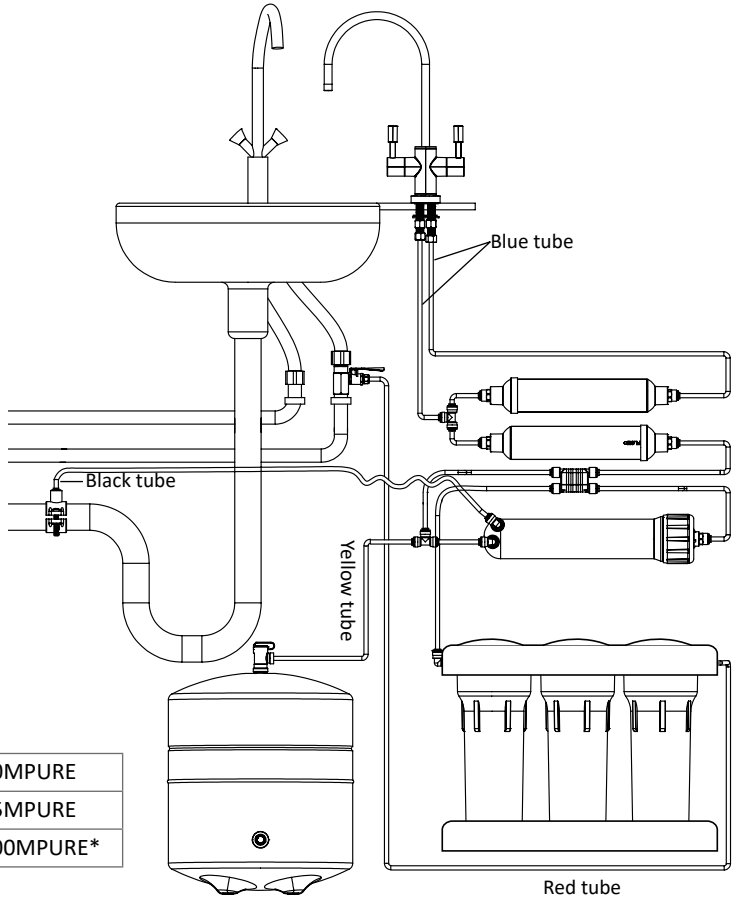 Blue tube
Black tube
Yellow tube
0MPURE
5MPURE
00MPURE*
Red tube